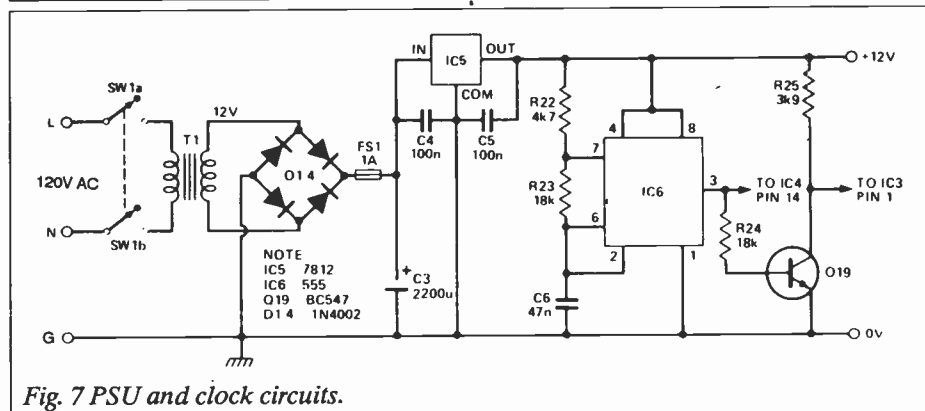 SW1a
L
120V AC
N
SW1b
T1
12V
O14
FS1
1A
NOTE
IC5 7812
IC6 555
Q19 BC547
D1 4 1N4002
IN
IC5
OUT
COM
C4
100n
C5
100n
+
C3
2200u
G
R22
4k7
R23
18k
C6
47n
4
8
7
6
2
IC6
3
1
TO IC4
PIN 14
R24
18k
R25
3k9
+12V
TO IC3
PIN 1
Q19
0V
Fig. 7 PSU and clock circuits.